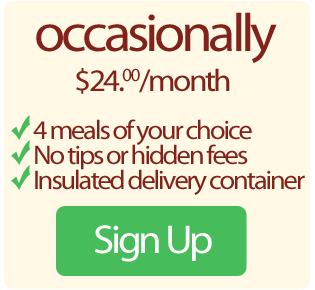 occasionally
$24.00/month
4 meals of your choice
No tips or hidden fees
Insulated delivery container
Sign Up